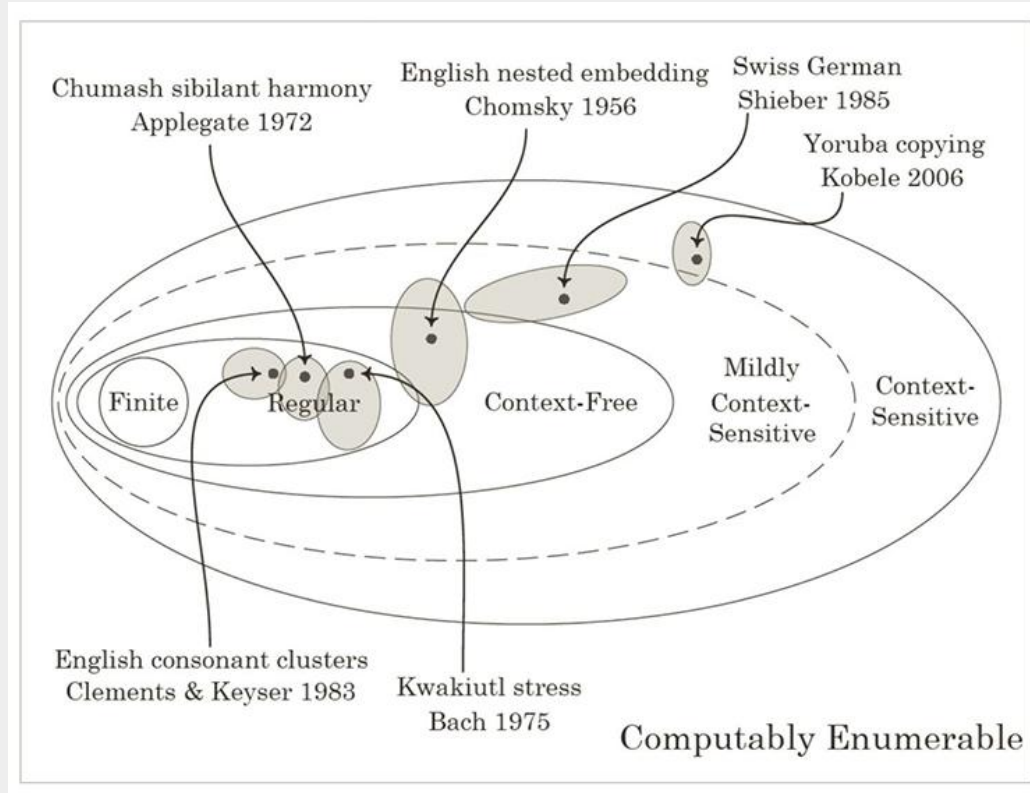 Chumash sibilant harmony
Applegate 1972
English nested embedding
Chomsky 1956
Swiss German
Shieber 1985
Yoruba copying
Kobele 2006
Finite
Regular
Context-Free
Mildly
Context-
Sensitive
Context-
Sensitive
English consonant clusters
Clements & Keyser 1983
Kwakiutl stress
Bach 1975
Computably Enumerable